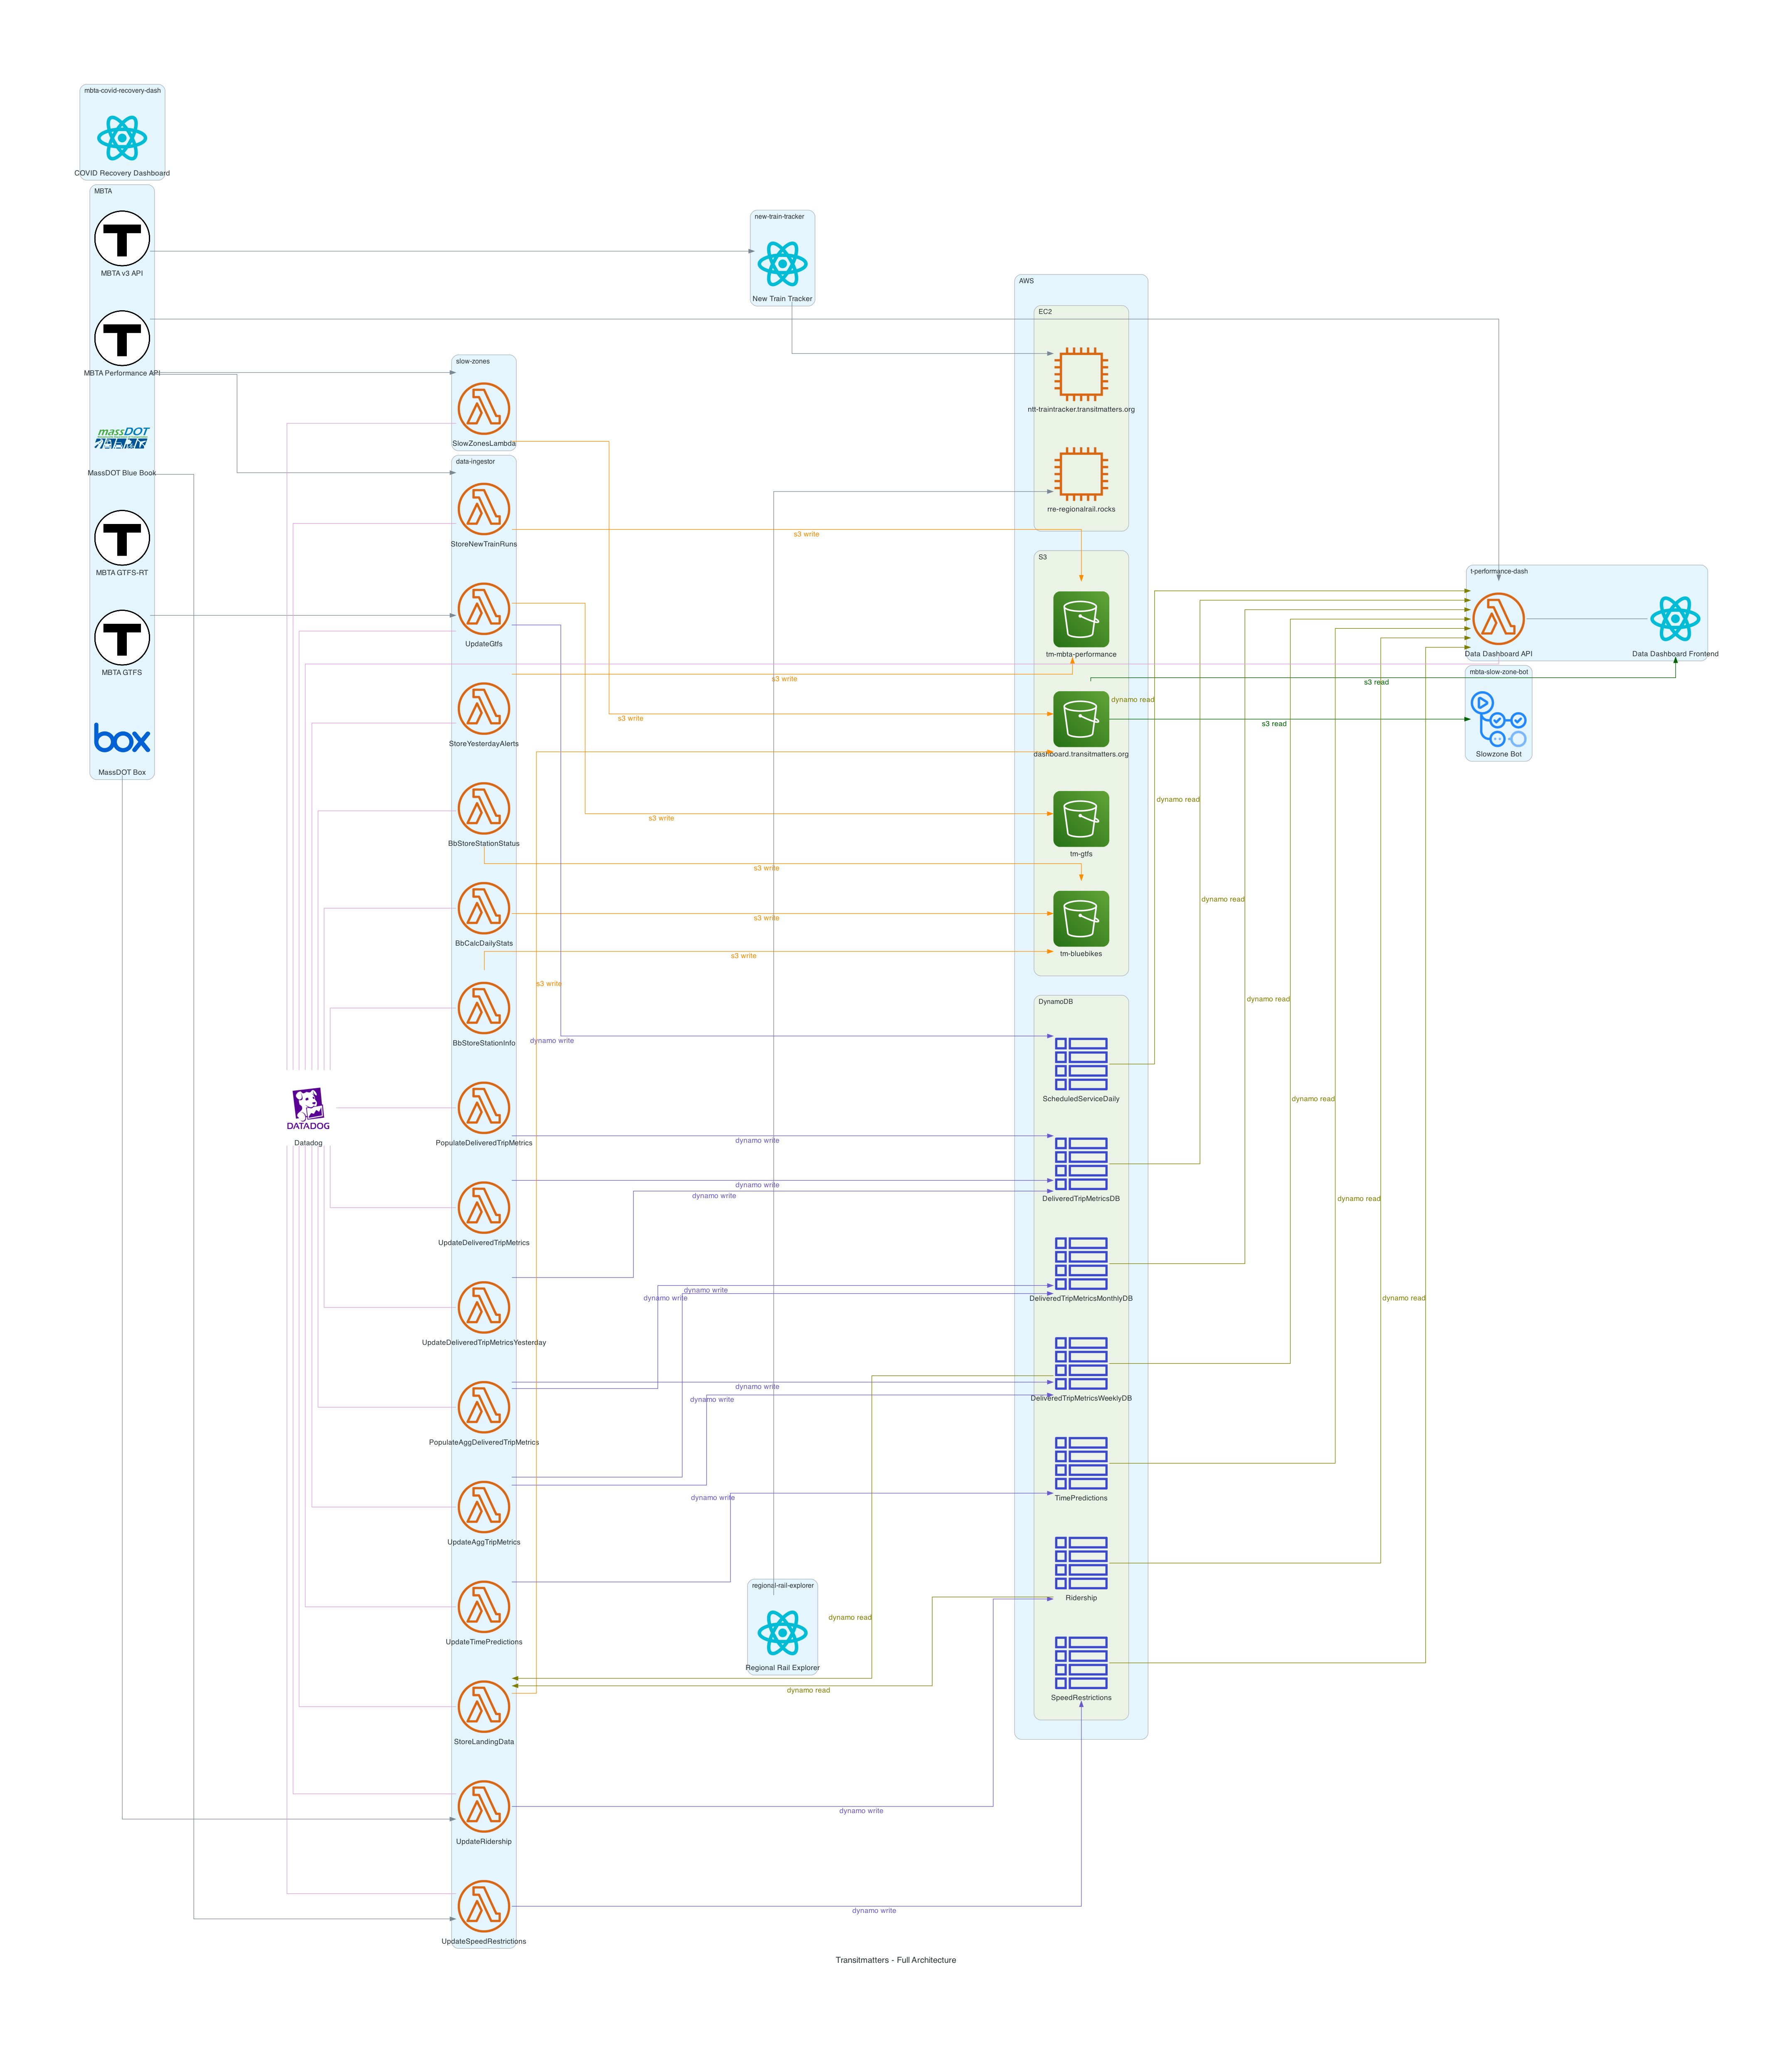 mbta-covid-recovery-dash
COVID Recovery Dashboard
MBTA
MBTA v3 API
MBTA Performance API
massDOT
MassDOT Blue Book
MBTA GTFS-RT
MBTA GTFS
box
MassDOT Box
DATADOG
Datadog
slow-zones
SlowZonesLambda
data-ingestor
StoreNewTrainRuns
UpdateGtfs
StoreYesterdayAlerts
BbStoreStationStatus
BbCalcDailyStats
BbStoreStationInfo
PopulateDeliveredTripMetrics
UpdateDeliveredTripMetrics
UpdateDeliveredTripMetricsYesterday
PopulateAggDeliveredTripMetrics
UpdateAggTripMetrics
UpdateTimePredictions
StoreLandingData
UpdateRidership
UpdateSpeedRestrictions
new-train-tracker
New Train Tracker
s3 write
s3 write
s3 write
s3 write
s3 write
s3 write
s3 write
s3 write
dynamo write
dynamo write
dynamo write
dynamo write
dynamo write
dynamo write
dynamo write
dynamo write
dynamo write
regional-rail-explorer
Regional Rail Explorer
dynamo read
dynamo read
dynamo write
dynamo write
AWS
EC2
ntt-traintracker.transitmatters.org
rre-regionalrail.rocks
S3
tm-mbta-performance
dashboard.transitmatters.org
tm-gtfs
tm-bluebikes
DynamoDB
ScheduledServiceDaily
DeliveredTripMetricsDB
DeliveredTripMetricsMonthlyDB
DeliveredTripMetricsWeeklyDB
TimePredictions
Ridership
SpeedRestrictions
dynamo read
dynamo read
dynamo read
dynamo read
dynamo read
dynamo read
dynamo read
s3 read
s3 read
t-performance-dash
Data Dashboard API
Data Dashboard Frontend
mbta-slow-zone-bot
Slowzone Bot
Transitmatters - Full Architecture